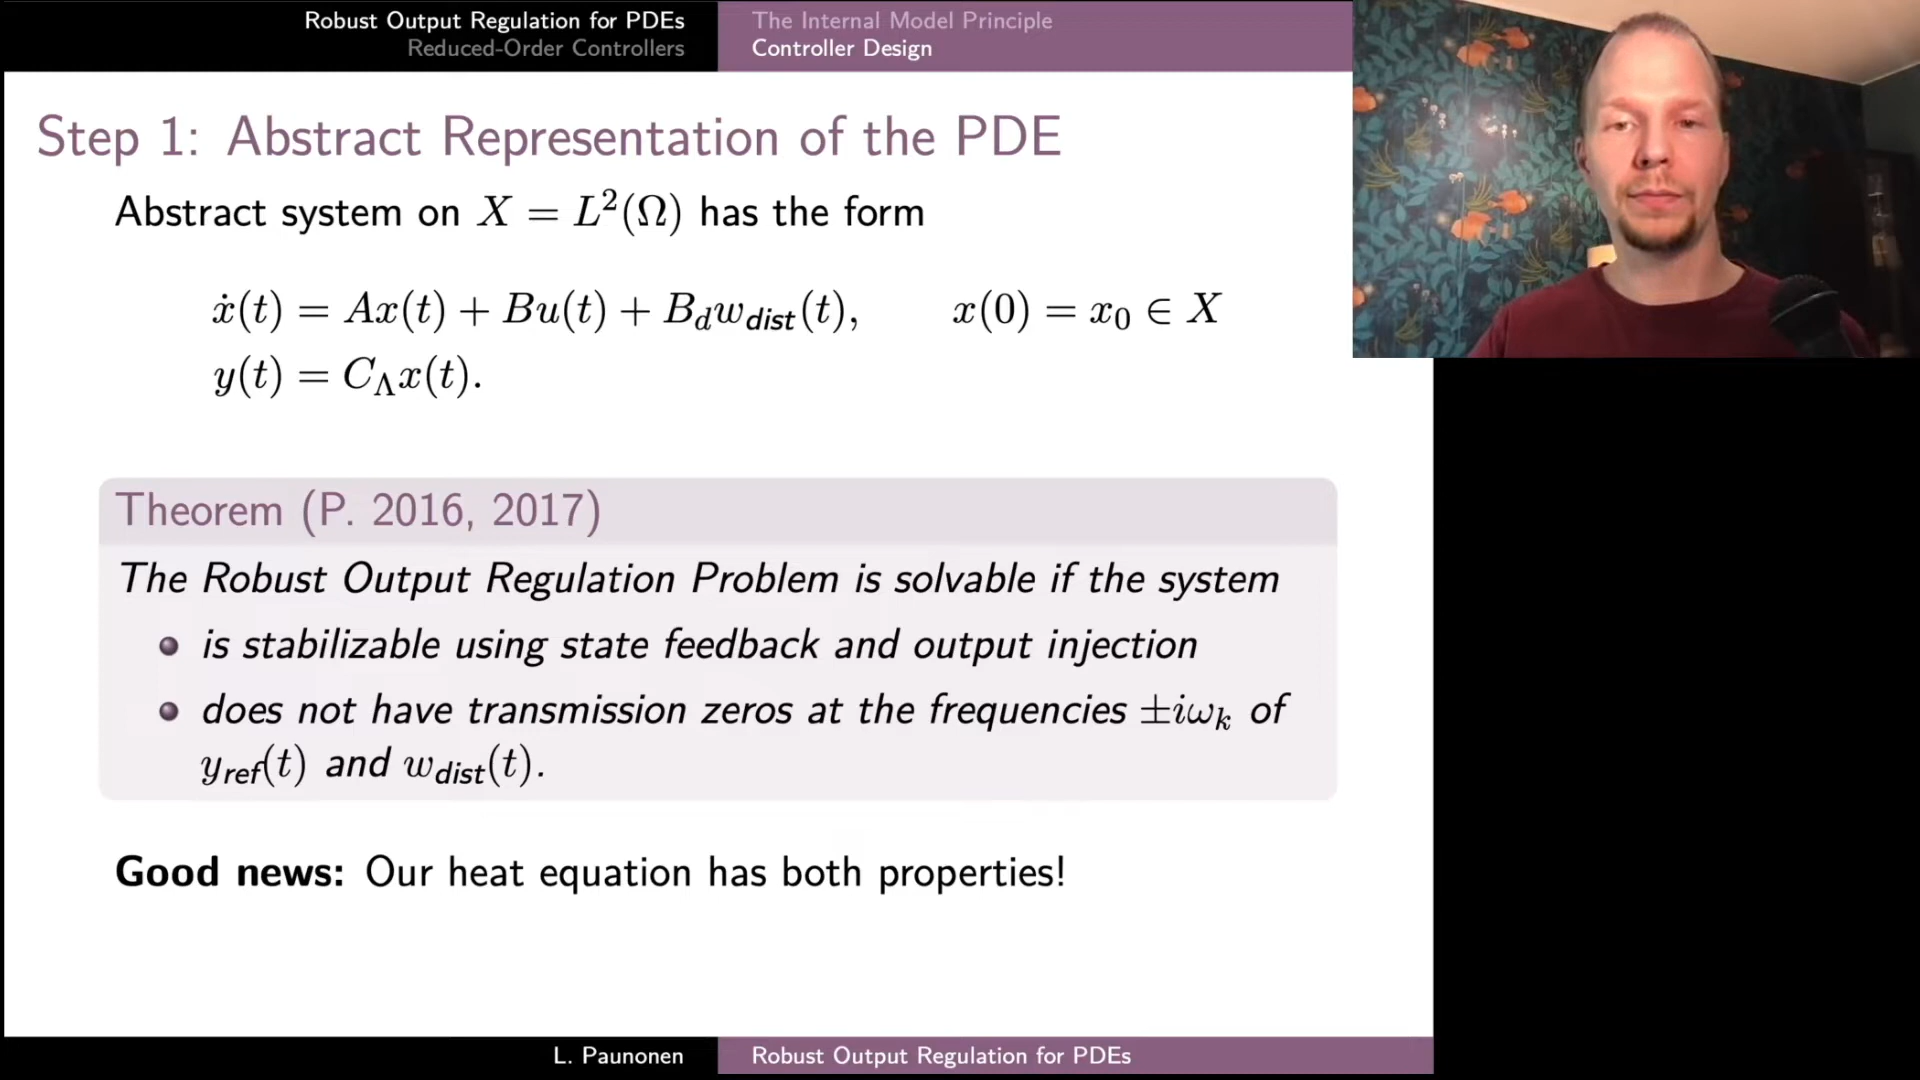 Robust Output Regulation for PDEs
Reduced-Order Controllers
The Internal Model Principle
Controller Design
Step 1: Abstract Representation of the PDE
Abstract system on X = L²(Ω) has the form
ẋ(t) = Ax(t) + Bu(t) + B_d w_dist(t), x(0) = x₀ ∈ X
y(t) = C_Λ x(t).
Theorem (P. 2016, 2017)
The Robust Output Regulation Problem is solvable if the system
• is stabilizable using state feedback and output injection
• does not have transmission zeros at the frequencies ±iω_k of
y_ref(t) and w_dist(t).
Good news: Our heat equation has both properties!
L. Paunonen
Robust Output Regulation for PDEs